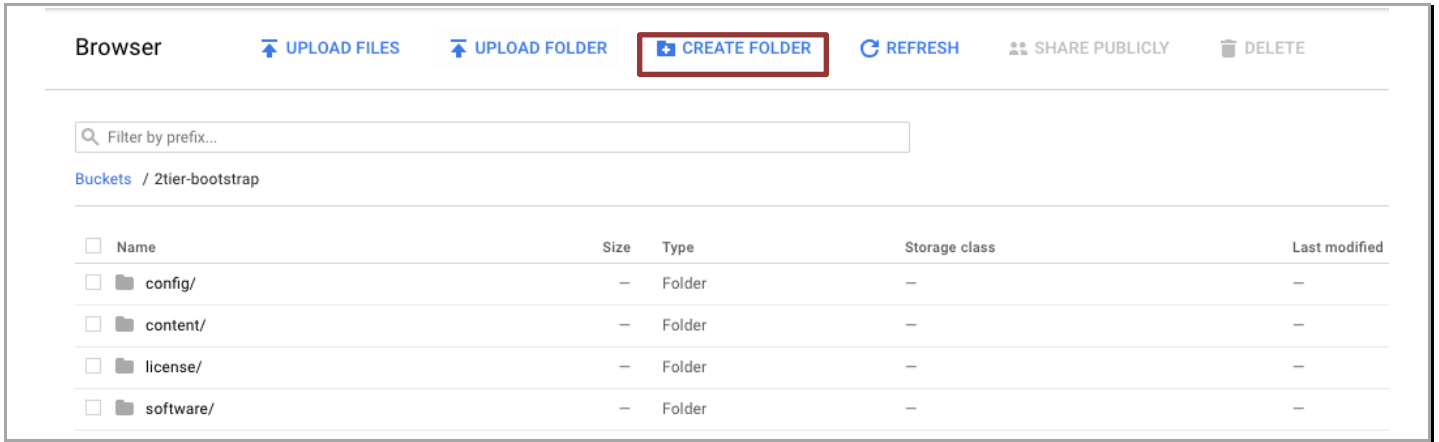 Browser UPLOAD FILES UPLOAD FOLDER CREATE FOLDER REFRESH SHARE PUBLICLY DELETE
Filter by prefix...
Buckets / 2tier-bootstrap
Name Size Type Storage class Last modified
config/ — Folder — —
content/ — Folder — —
license/ — Folder — —
software/ — Folder — —